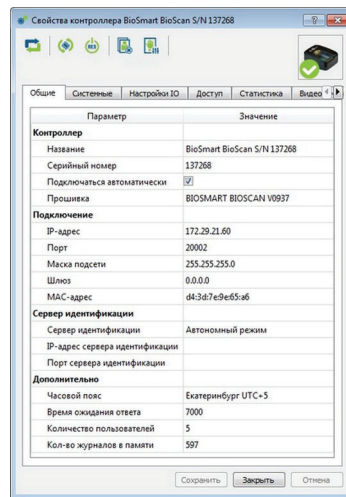 Свойства контроллера BioSmart BioScan S/N 137268
Общие Системные Настройки IO Доступ Статистика Видео
Параметр Значение
Контроллер
Название BioSmart BioScan S/N 137268
Серийный номер 137268
Подключаться автоматически
Прошивка BIOSMART BIOSCAN V0937
Подключение
IP-адрес 172.29.21.60
Порт 20002
Маска подсети 255.255.255.0
Шлюз 0.0.0.0
MAC-адрес d4:3d:7e:9e:65:a6
Сервер идентификации
Сервер идентификации Автономный режим
IP-адрес сервера идентификации
Порт сервера идентификации
Дополнительно
Часовой пояс Екатеринбург UTC+5
Время ожидания ответа 7000
Количество пользователей 5
Кол-во журналов в памяти 597
Сохранить Закрыть Отмена